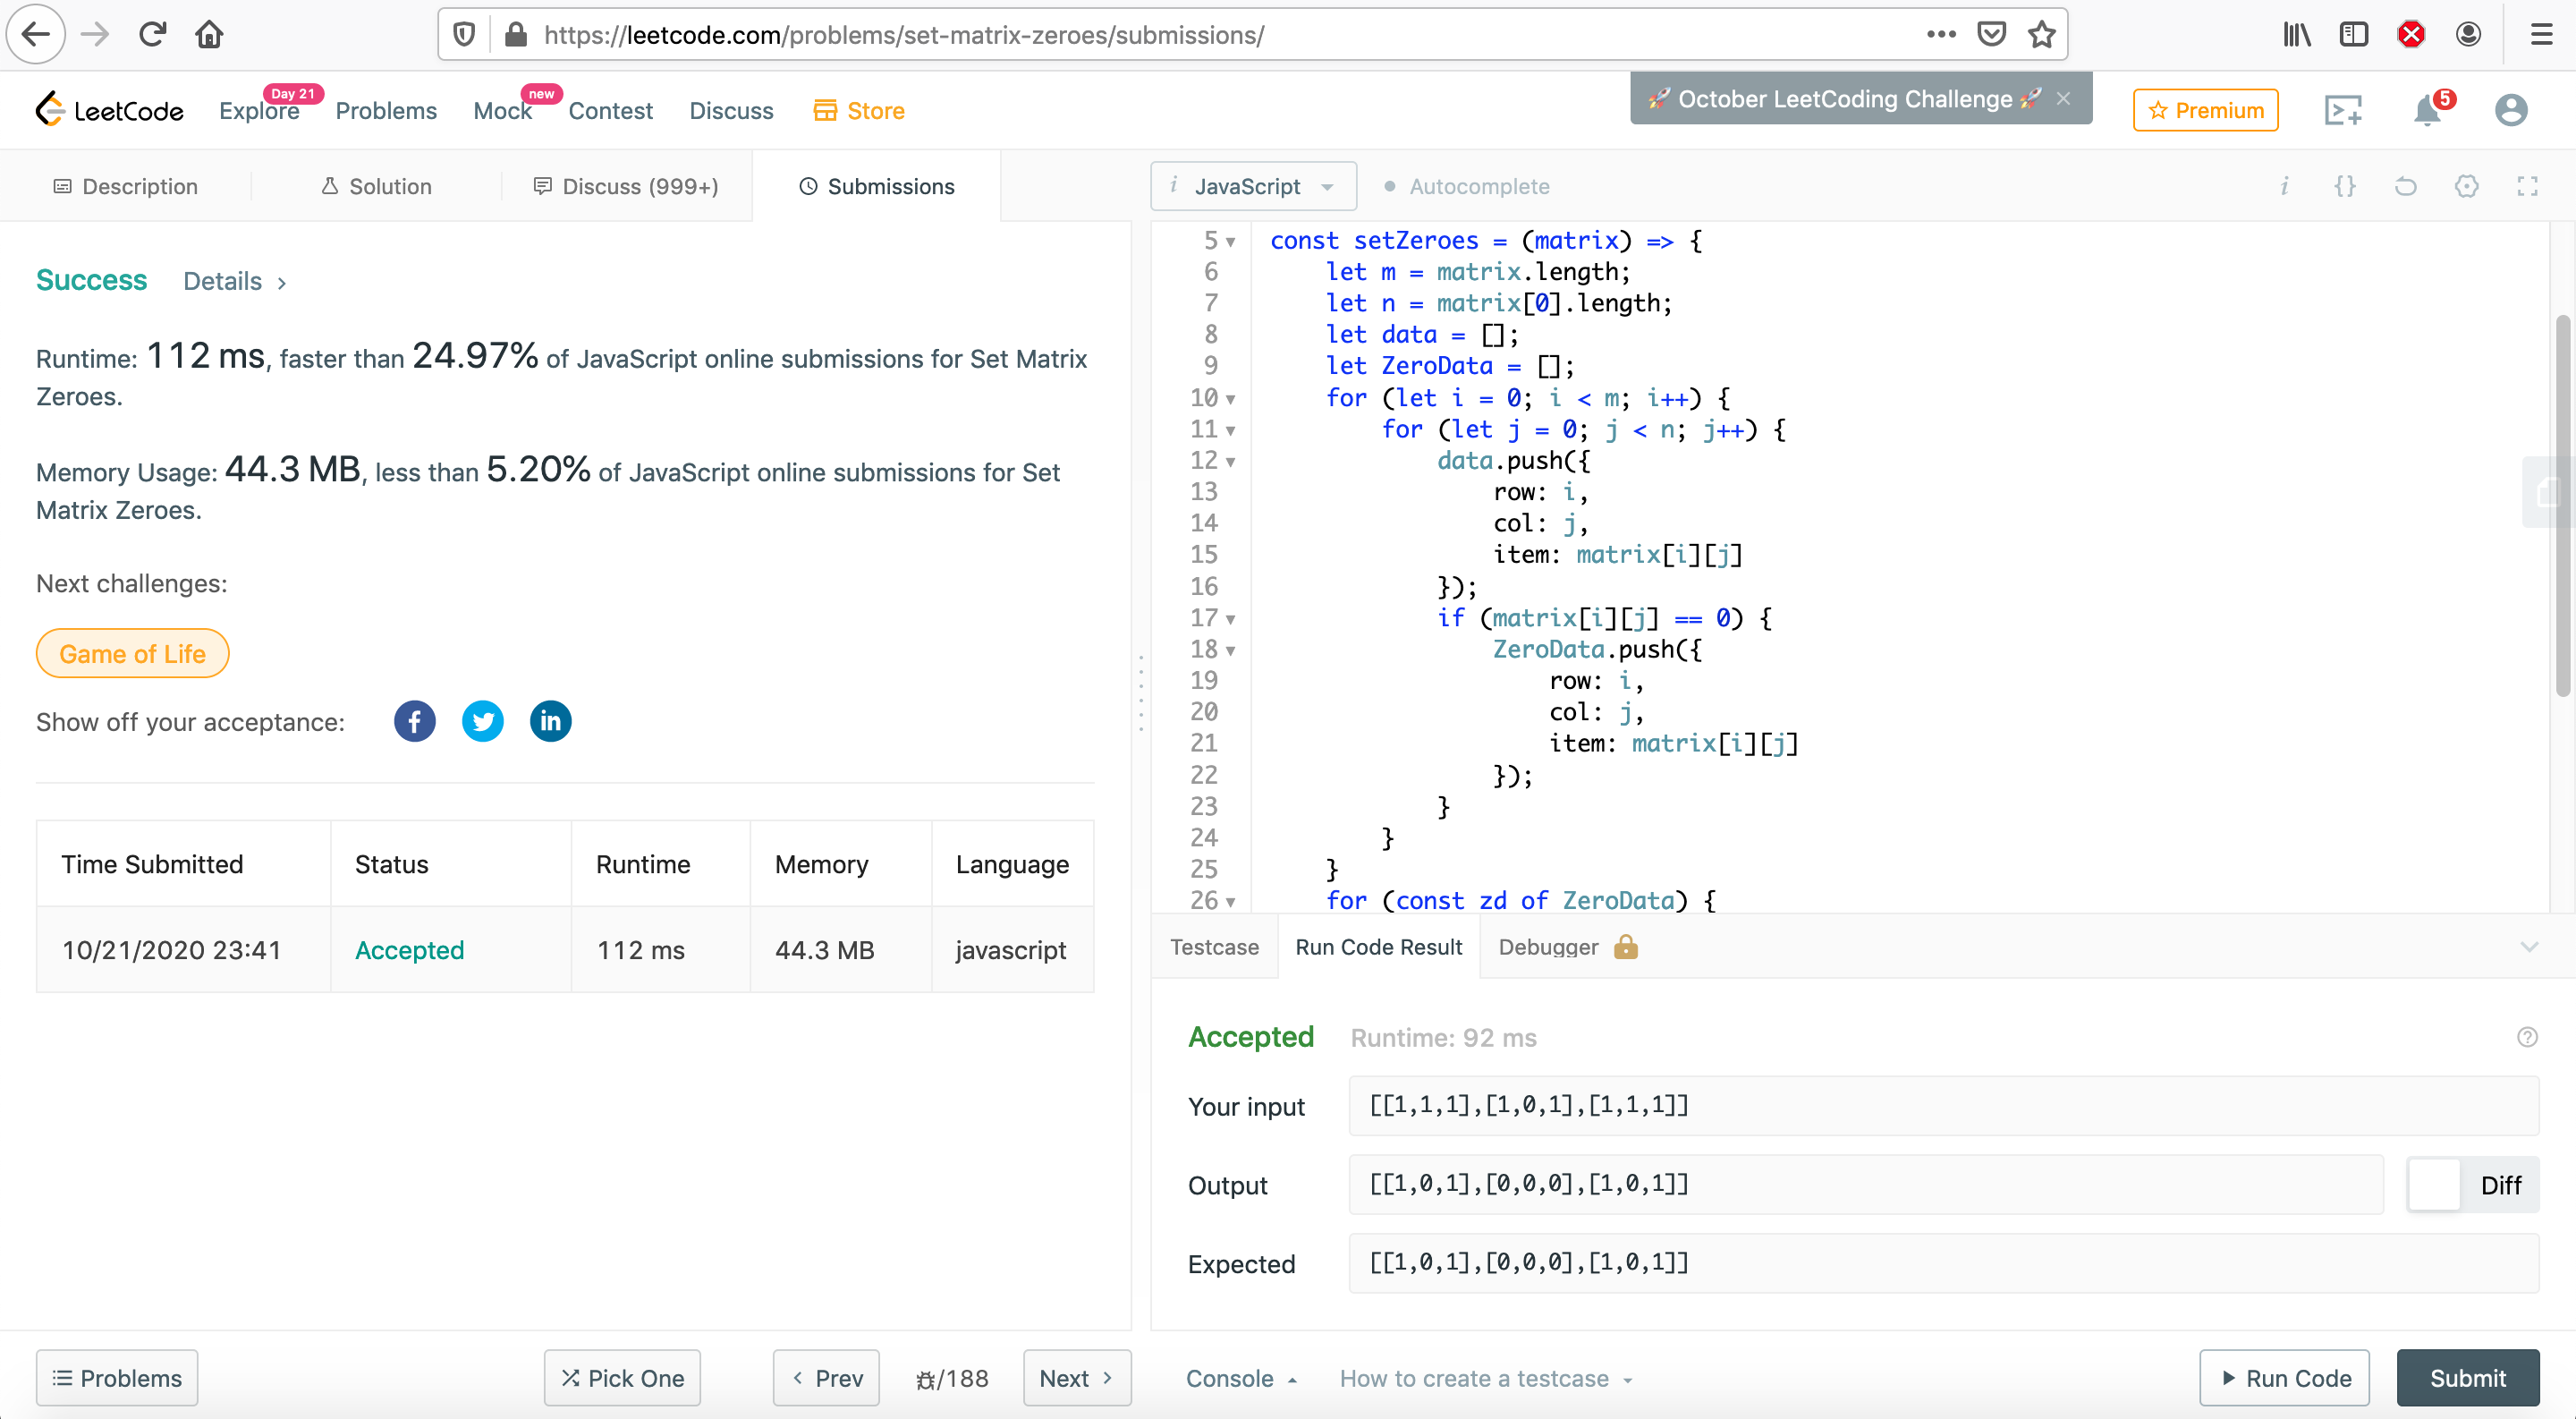 https://leetcode.com/problems/set-matrix-zeroes/submissions/
LeetCode Explore Day 21 Problems Mock new Contest Discuss Store 🚀 October LeetCoding Challenge 🚀 × Premium 5
Description Solution Discuss (999+) Submissions
i JavaScript Autocomplete i {}
Success Details >
Runtime: 112 ms, faster than 24.97% of JavaScript online submissions for Set Matrix
Zeroes.
Memory Usage: 44.3 MB, less than 5.20% of JavaScript online submissions for Set
Matrix Zeroes.
Next challenges:
Game of Life
Show off your acceptance: f in
Time Submitted Status Runtime Memory Language
10/21/2020 23:41 Accepted 112 ms 44.3 MB javascript
5 const setZeroes = (matrix) => {
6 let m = matrix.length;
7 let n = matrix[0].length;
8 let data = [];
9 let ZeroData = [];
10 for (let i = 0; i < m; i++) {
11 for (let j = 0; j < n; j++) {
12 data.push({
13 row: i,
14 col: j,
15 item: matrix[i][j]
16 });
17 if (matrix[i][j] == 0) {
18 ZeroData.push({
19 row: i,
20 col: j,
21 item: matrix[i][j]
22 });
23 }
24 }
25 }
26 for (const zd of ZeroData) {
Testcase Run Code Result Debugger
Accepted Runtime: 92 ms ?
Your input [[1,1,1],[1,0,1],[1,1,1]]
Output [[1,0,1],[0,0,0],[1,0,1]] Diff
Expected [[1,0,1],[0,0,0],[1,0,1]]
Problems Pick One < Prev /188 Next > Console How to create a testcase Run Code Submit